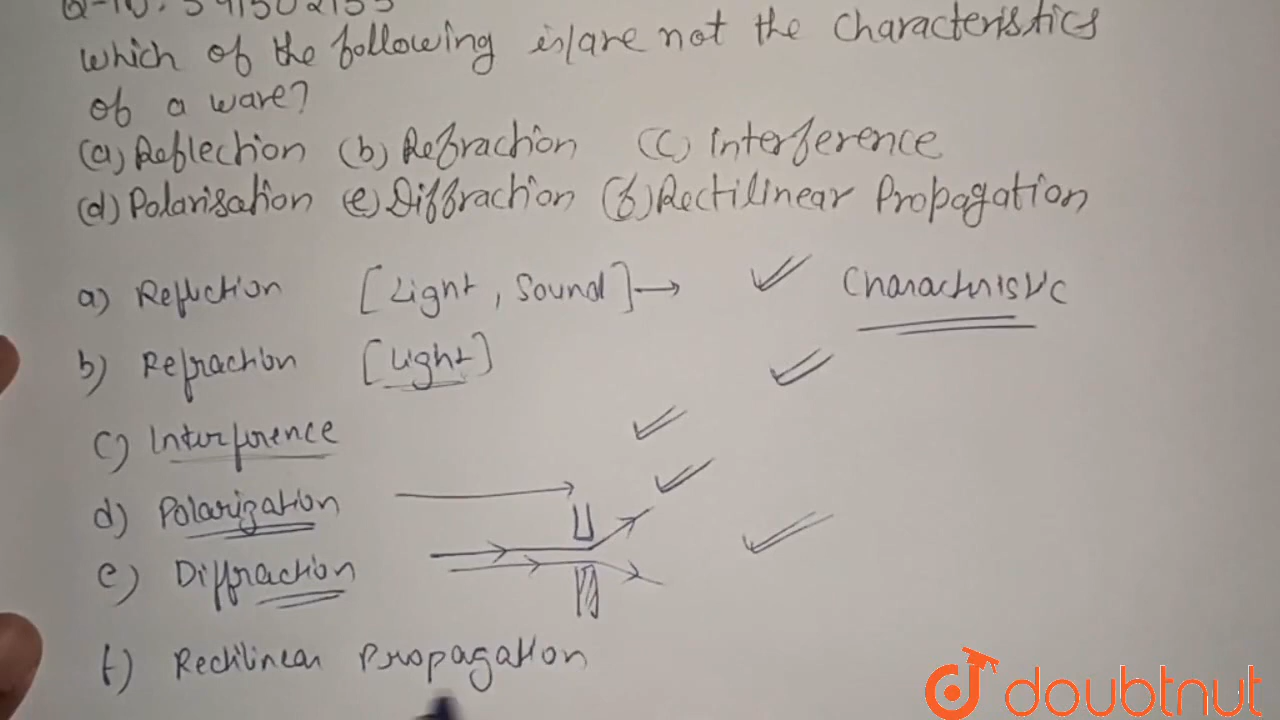 which of the following is/are not the characteristics
of a wave?
(a) Reflection (b) Refraction (c) Interference
(d) Polarisation (e) Diffraction (f) Rectilinear Propagation
a) Refluction [Light, Sound] → ✓ Characteristic
b) Refraction [Light] ✓
c) Interference ✓
d) Polarization ✓
e) Diffraction ✓
f) Rectilinear Propagation
doubtnut